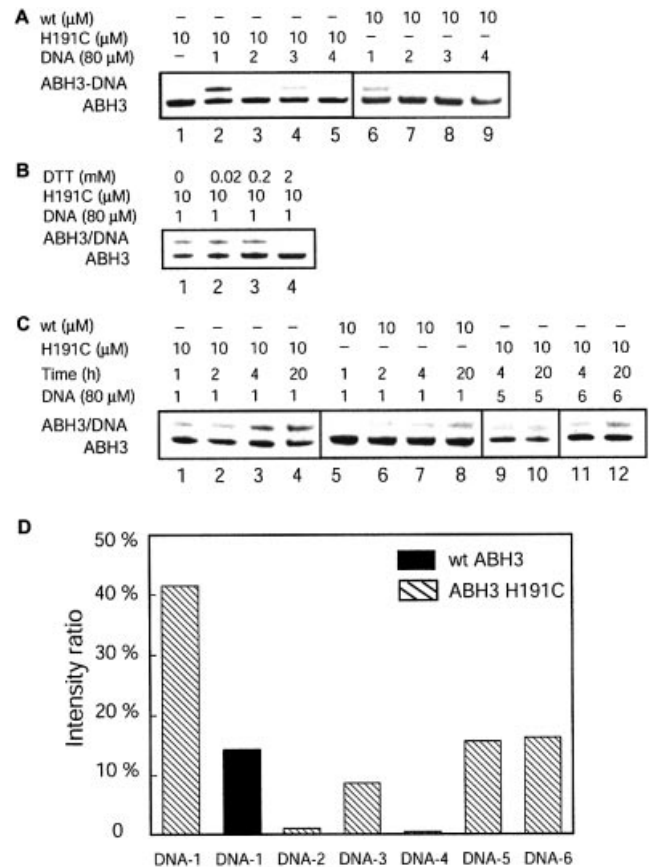 A wt (μM) – – – – – 10 10 10 10
H191C (μM) 10 10 10 10 10 – – – –
DNA (80 μM) – 1 2 3 4 1 2 3 4
ABH3-DNA
ABH3
1 2 3 4 5 6 7 8 9
B DTT (mM) 0 0.02 0.2 2
H191C (μM) 10 10 10 10
DNA (80 μM) 1 1 1 1
ABH3/DNA
ABH3
1 2 3 4
C wt (μM) – – – – 10 10 10 10 – – – –
H191C (μM) 10 10 10 10 – – – – 10 10 10 10
Time (h) 1 2 4 20 1 2 4 20 4 20 4 20
DNA (80 μM) 1 1 1 1 1 1 1 1 5 5 6 6
ABH3/DNA
ABH3
1 2 3 4 5 6 7 8 9 10 11 12
D
50 %
40 %
30 %
20 %
10 %
0
Intensity ratio
wt ABH3
ABH3 H191C
DNA-1 DNA-1 DNA-2 DNA-3 DNA-4 DNA-5 DNA-6